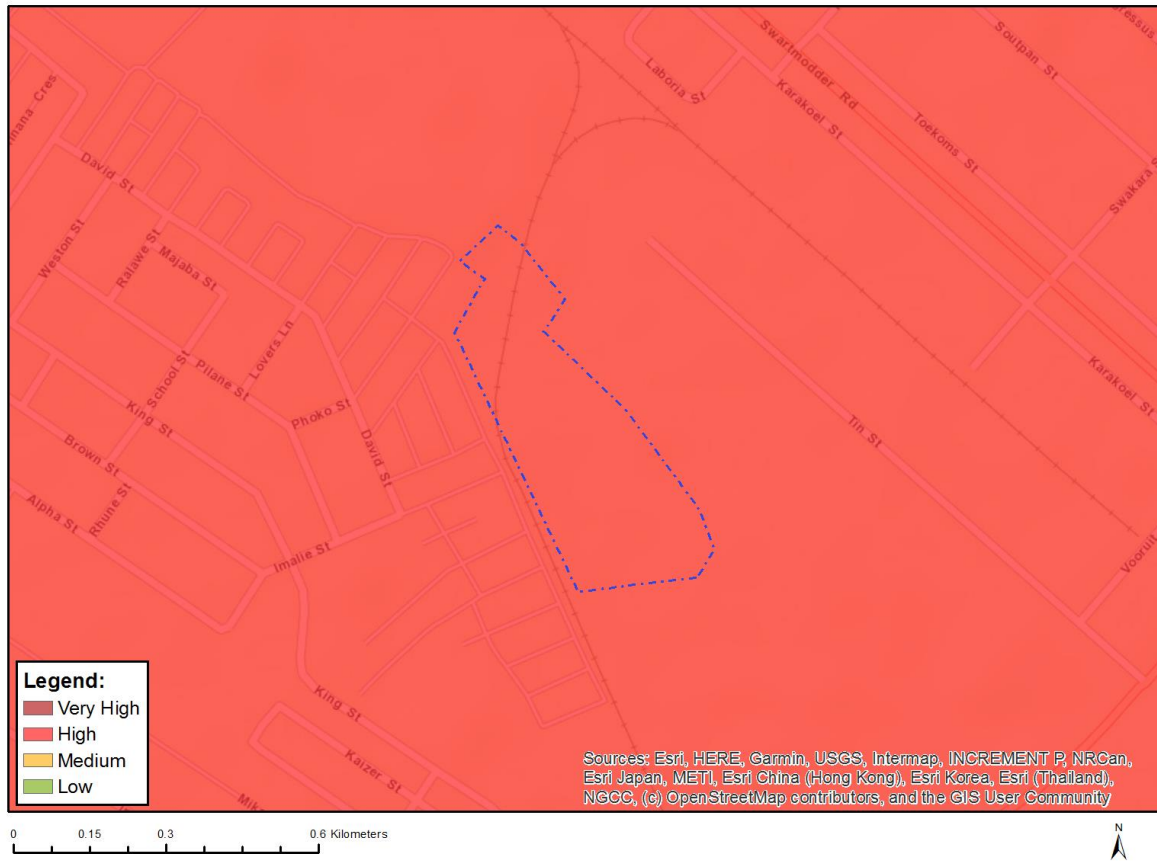 Laboria St
Swartmodder Rd
Soutpan St
Karakoel St
Toekoms St
Swakara
David St
Weston St
Ralawe St
Majaba St
Lovers Ln
School St
Pilane St
Phoko St
King St
David St
Brown St
Rhune St
Alpha St
Imalie St
Tin St
Karakoel St
King St
Kaizer St
Legend:
Very High
High
Medium
Low
Sources: Esri, HERE, Garmin, USGS, Intermap, INCREMENT P, NRCan,
Esri Japan, METI, Esri China (Hong Kong), Esri Korea, Esri (Thailand),
NGCC, (c) OpenStreetMap contributors, and the GIS User Community
0 0.15 0.3 0.6 Kilometers
N